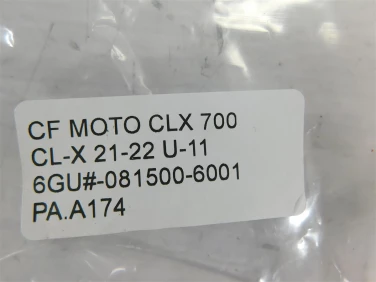 CF MOTO CLX 700
CL-X 21-22 U-11
6GU#-081500-6001
PA.A174